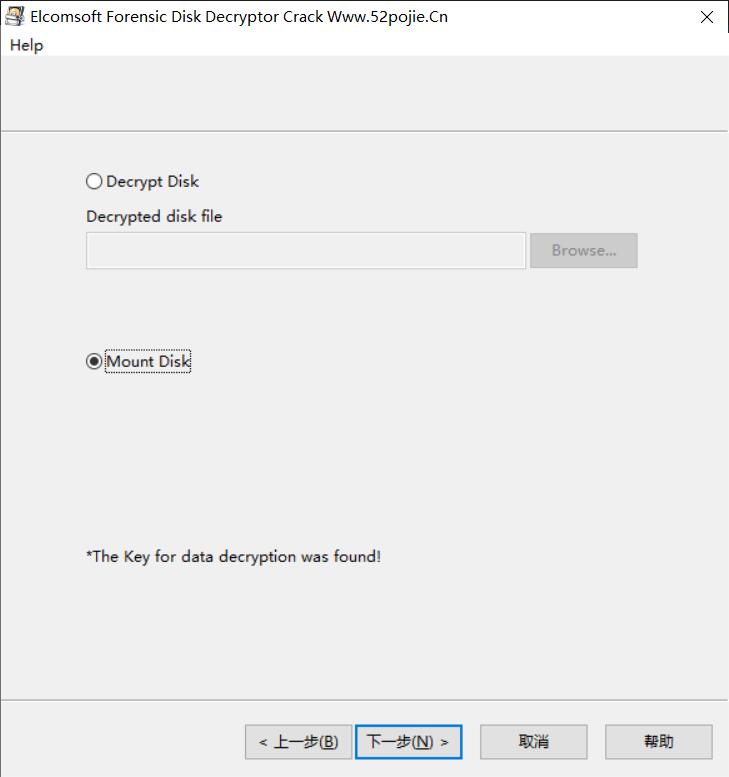 Elcomsoft Forensic Disk Decryptor Crack Www.52pojie.Cn
Help
Decrypt Disk
Decrypted disk file
Browse...
Mount Disk
*The Key for data decryption was found!
< 上一步(B) 下一步(N) > 取消 帮助